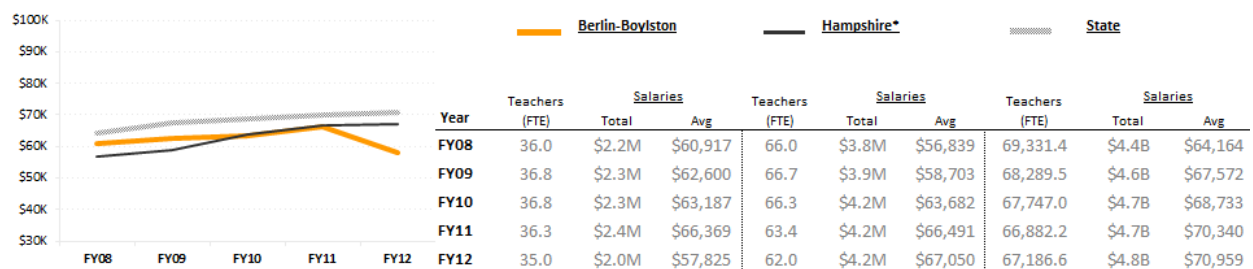 $100K
$90K
$80K
$70K
$60K
$50K
$40K
$30K
FY08 FY09 FY10 FY11 FY12
Berlin-Boylston Hampshire* State
Teachers Salaries Teachers Salaries Teachers Salaries
Year (FTE) Total Avg (FTE) Total Avg (FTE) Total Avg
FY08 36.0 $2.2M $60,917 66.0 $3.8M $56,839 69,331.4 $4.4B $64,164
FY09 36.8 $2.3M $62,600 66.7 $3.9M $58,703 68,289.5 $4.6B $67,572
FY10 36.8 $2.3M $63,187 66.3 $4.2M $63,682 67,747.0 $4.7B $68,733
FY11 36.3 $2.4M $66,369 63.4 $4.2M $66,491 66,882.2 $4.7B $70,340
FY12 35.0 $2.0M $57,825 62.0 $4.2M $67,050 67,186.6 $4.8B $70,959